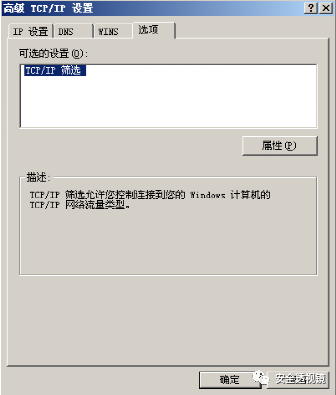 高级 TCP/IP 设置
IP 设置 DNS WINS 选项
可选的设置(O):
TCP/IP 筛选
属性(P)
描述:
TCP/IP 筛选允许您控制连接到您的 Windows 计算机的
TCP/IP 网络流量类型。
确定 安全透视镜